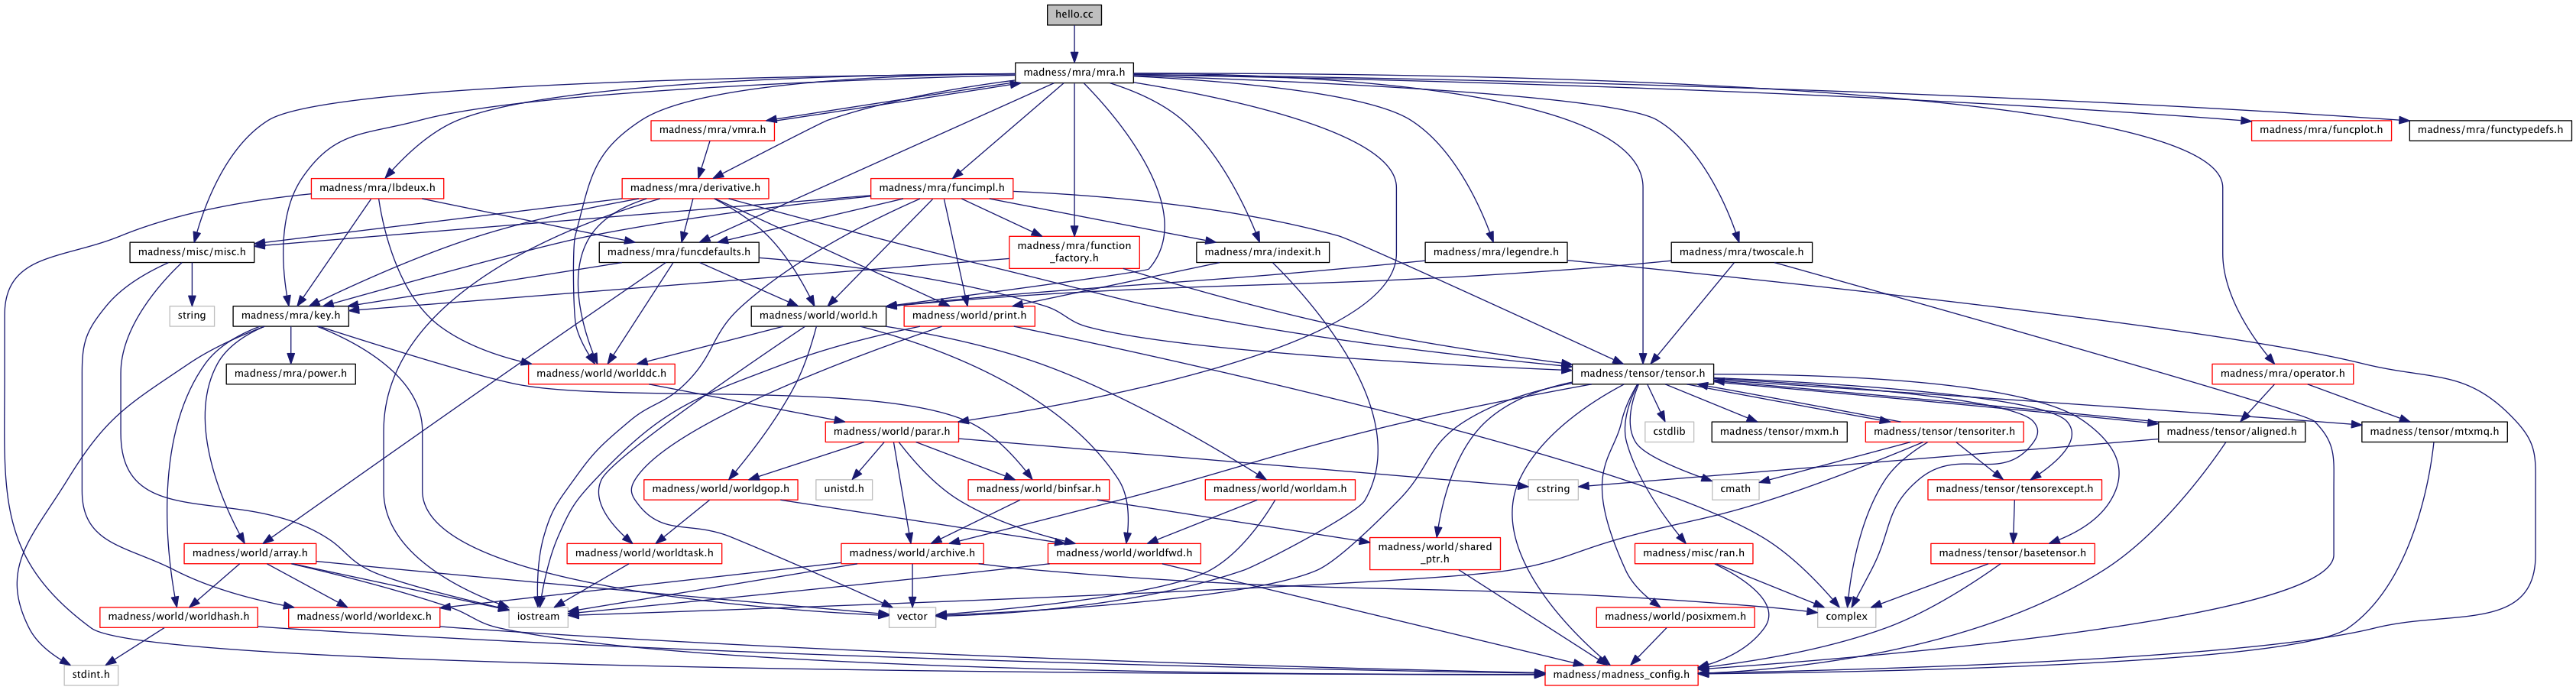 hello.cc
madness/mra/mra.h
madness/mra/vmra.h
madness/mra/funcplot.h
madness/mra/functypedefs.h
madness/mra/lbdeux.h
madness/mra/derivative.h
madness/mra/funcimpl.h
madness/misc/misc.h
madness/mra/funcdefaults.h
madness/mra/function
_factory.h
madness/mra/indexit.h
madness/mra/legendre.h
madness/mra/twoscale.h
string
madness/mra/key.h
madness/world/world.h
madness/world/print.h
madness/mra/power.h
madness/world/worlddc.h
madness/tensor/tensor.h
madness/mra/operator.h
madness/world/parar.h
cstdlib
madness/tensor/mxm.h
madness/tensor/tensoriter.h
madness/tensor/aligned.h
madness/tensor/mtxmq.h
madness/world/worldgop.h
unistd.h
madness/world/binfsar.h
madness/world/worldam.h
cstring
cmath
madness/tensor/tensorexcept.h
madness/world/array.h
madness/world/worldtask.h
madness/world/archive.h
madness/world/worldfwd.h
madness/world/shared
_ptr.h
madness/misc/ran.h
madness/tensor/basetensor.h
madness/world/worldhash.h
madness/world/worldexc.h
iostream
vector
madness/world/posixmem.h
complex
stdint.h
madness/madness_config.h